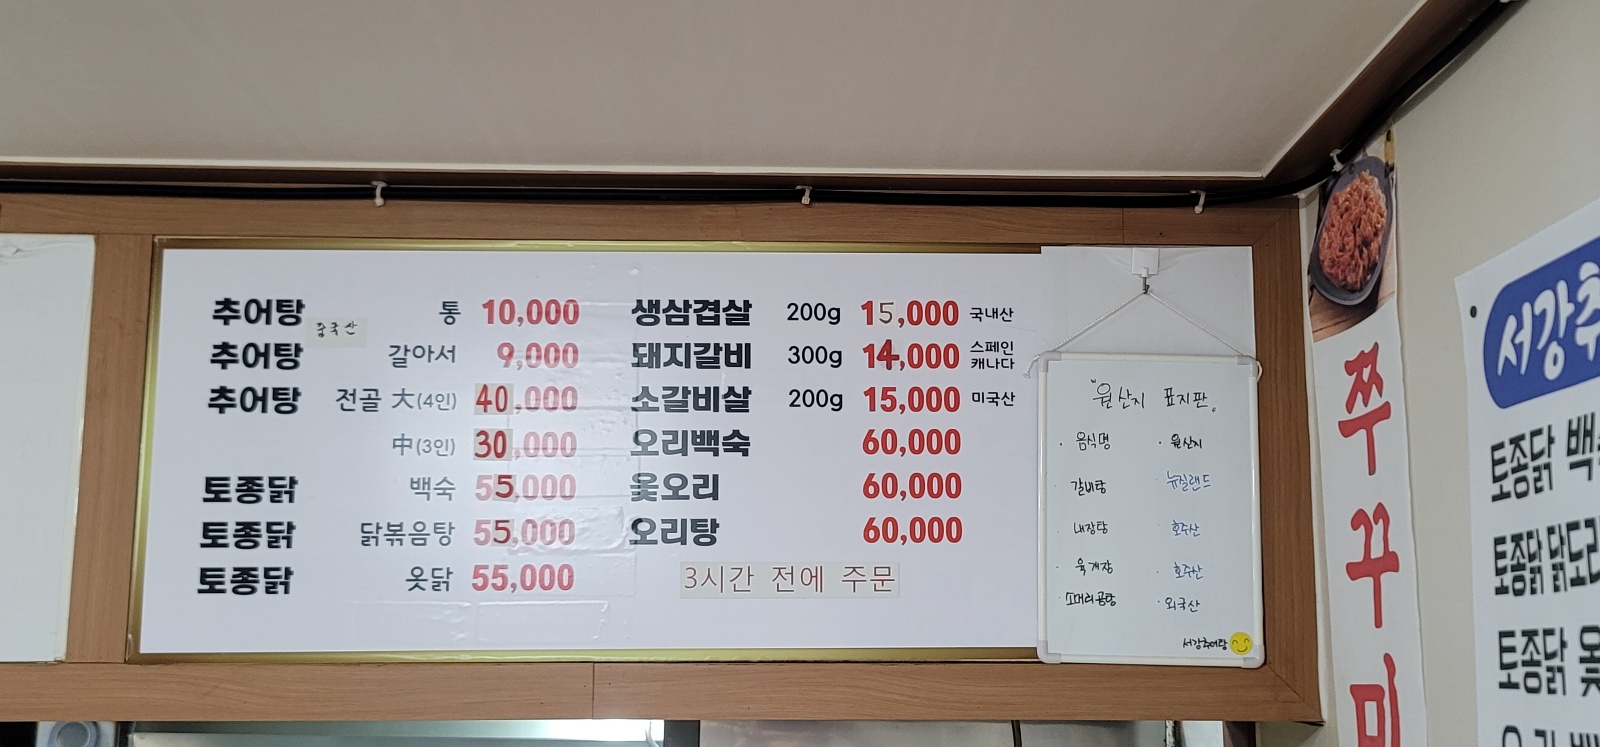 추어탕 통 10,000
중국산
추어탕 갈아서 9,000
추어탕 전골 大(4인) 40,000
中(3인) 30,000
토종닭 백숙 55,000
토종닭 닭볶음탕 55,000
토종닭 옷닭 55,000
생삼겹살 200g 15,000 국내산
돼지갈비 300g 14,000 스페인
캐나다
소갈비살 200g 15,000 미국산
오리백숙 60,000
옻오리 60,000
오리탕 60,000
3시간 전에 주문
"원산지 표지판"
· 음식명 · 원산지
· 갈비탕 · 뉴질랜드
· 내장탕 · 호주산
· 육개장 · 호주산
· 소머리곰탕 · 외국산
서강추어탕
쭈꾸미
서강추
토종닭 백
토종닭 닭도리
토종닭 옻